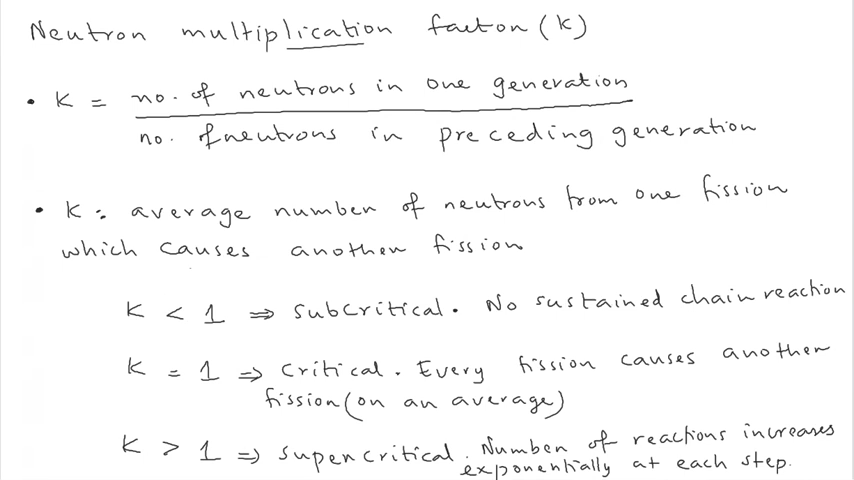 Neutron multiplication factor (K)
• K = no. of neutrons in one generation
no. of neutrons in preceding generation
• K: average number of neutrons from one fission
which causes another fission
K < 1 ⇒ subcritical. No sustained chain reaction
K = 1 ⇒ Critical. Every fission causes another
fission (on an average)
K > 1 ⇒ supercritical. Number of reactions increases
exponentially at each step.